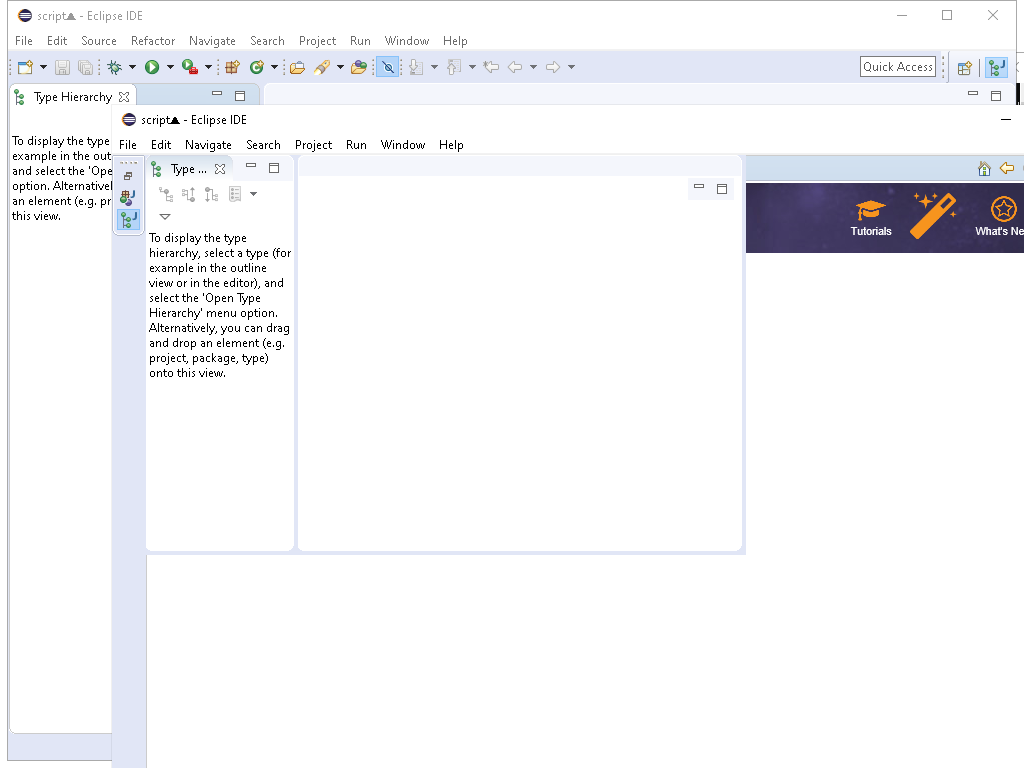 script▲ - Eclipse IDE
File Edit Source Refactor Navigate Search Project Run Window Help
Quick Access
Type Hierarchy
To display the type
example in the out
and select the 'Ope
option. Alternativel
an element (e.g. pr
this view.
script▲ - Eclipse IDE
File Edit Navigate Search Project Run Window Help
Type ...
To display the type
hierarchy, select a type (for
example in the outline
view or in the editor), and
select the 'Open Type
Hierarchy' menu option.
Alternatively, you can drag
and drop an element (e.g.
project, package, type)
onto this view.
Tutorials
What's Ne